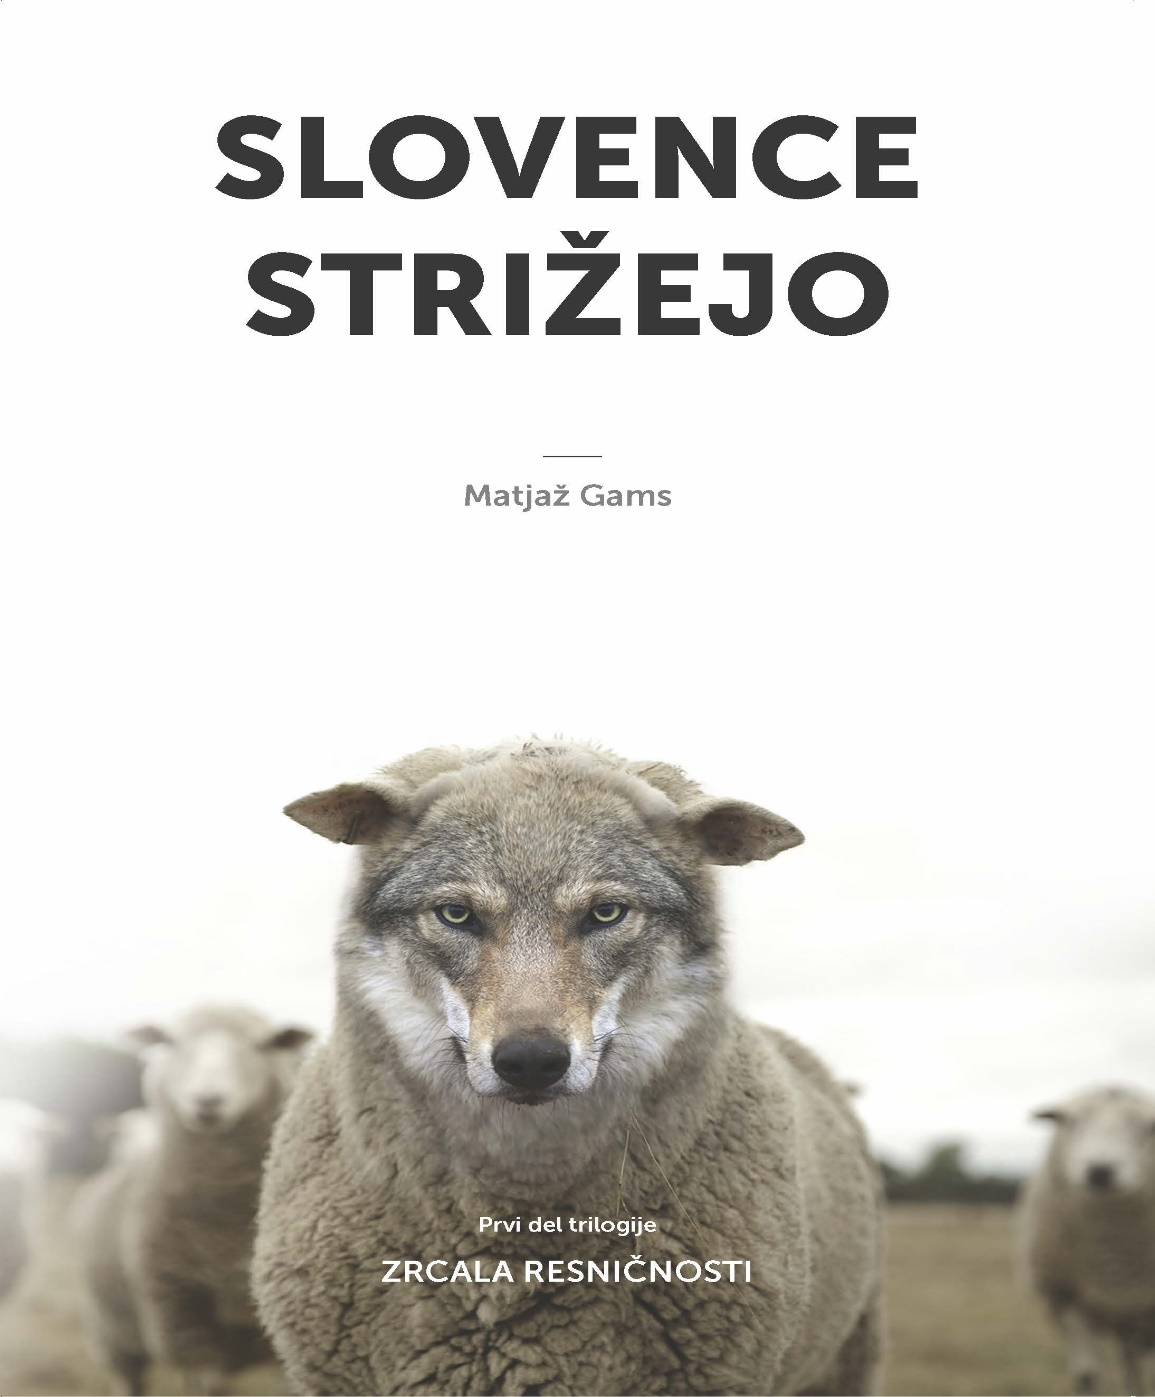 SLOVENCE
STRIŽEJO
Matjaž Gams
Prvi del trilogije
ZRCALA RESNIČNOSTI